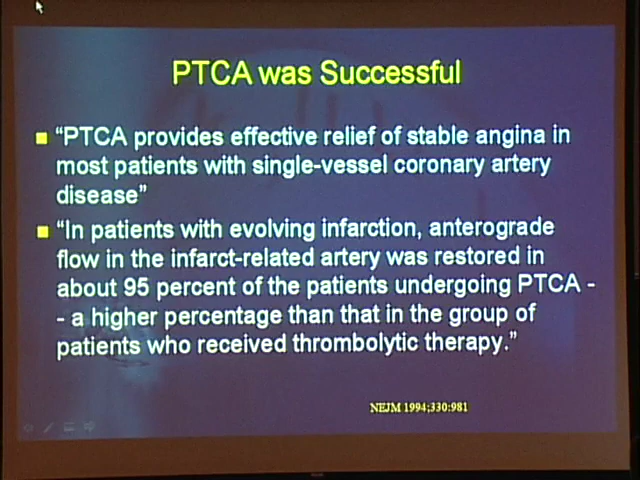 PTCA was Successful
“PTCA provides effective relief of stable angina in
most patients with single-vessel coronary artery
disease”
“In patients with evolving infarction, anterograde
flow in the infarct-related artery was restored in
about 95 percent of the patients undergoing PTCA -
- a higher percentage than that in the group of
patients who received thrombolytic therapy.”
NEJM 1994;330:981